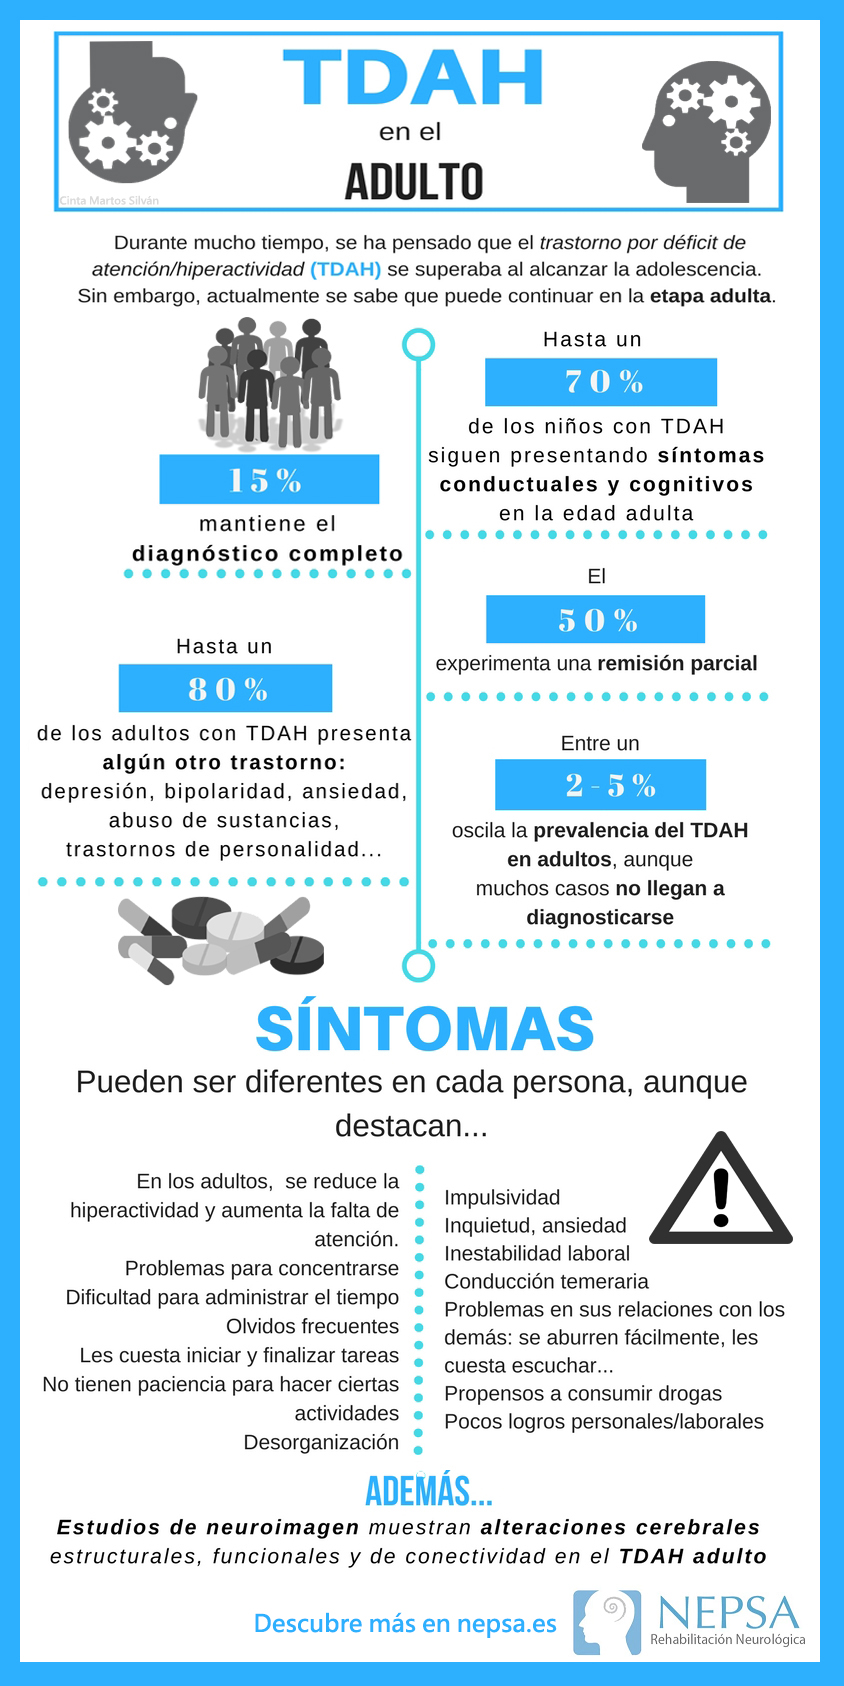 TDAH
en el
ADULTO
Cinta Martos Silván
Durante mucho tiempo, se ha pensado que el trastorno por déficit de
atención/hiperactividad (TDAH) se superaba al alcanzar la adolescencia.
Sin embargo, actualmente se sabe que puede continuar en la etapa adulta.
Hasta un
70%
de los niños con TDAH
siguen presentando síntomas
conductuales y cognitivos
en la edad adulta
15%
mantiene el
diagnóstico completo
El
50%
experimenta una remisión parcial
Hasta un
80%
de los adultos con TDAH presenta
algún otro trastorno:
depresión, bipolaridad, ansiedad,
abuso de sustancias,
trastornos de personalidad...
Entre un
2-5%
oscila la prevalencia del TDAH
en adultos, aunque
muchos casos no llegan a
diagnosticarse
SÍNTOMAS
Pueden ser diferentes en cada persona, aunque
destacan...
En los adultos, se reduce la
hiperactividad y aumenta la falta de
atención.
Problemas para concentrarse
Dificultad para administrar el tiempo
Olvidos frecuentes
Les cuesta iniciar y finalizar tareas
No tienen paciencia para hacer ciertas
actividades
Desorganización
Impulsividad
Inquietud, ansiedad
Inestabilidad laboral
Conducción temeraria
Problemas en sus relaciones con los
demás: se aburren fácilmente, les
cuesta escuchar...
Propensos a consumir drogas
Pocos logros personales/laborales
ADEMÁS...
Estudios de neuroimagen muestran alteraciones cerebrales
estructurales, funcionales y de conectividad en el TDAH adulto
Descubre más en nepsa.es
NEPSA
Rehabilitación Neurológica